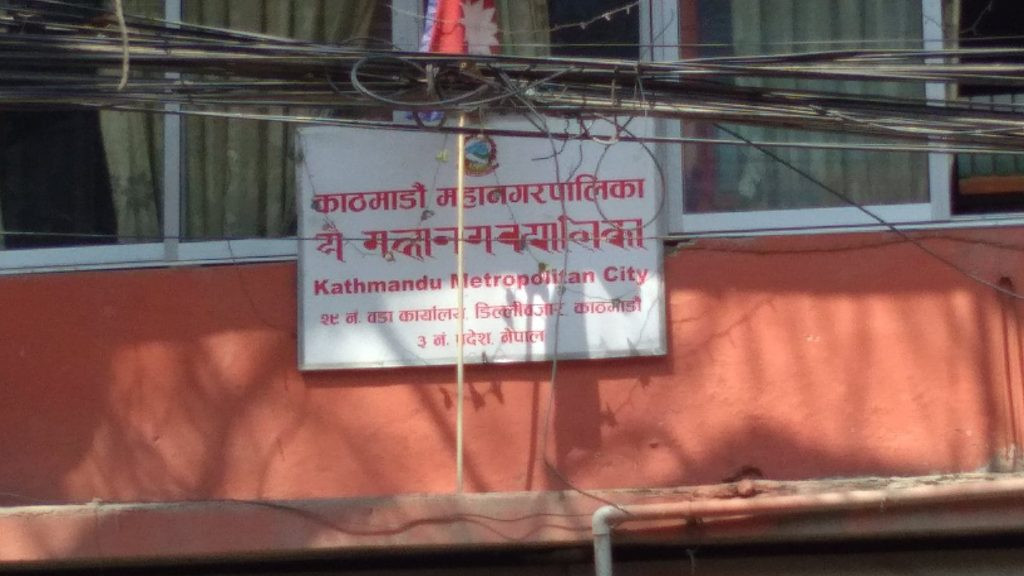 काठमाडौं महानगरपालिका
Kathmandu Metropolitan City
२९ नं. वडा कार्यालय, डिल्लीबजार, काठमाडौं
३ नं. प्रदेश, नेपाल